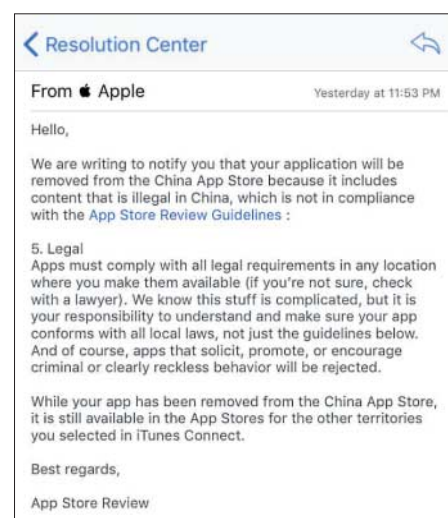 Resolution Center
From Apple Yesterday at 11:53 PM
Hello,
We are writing to notify you that your application will be
removed from the China App Store because it includes
content that is illegal in China, which is not in compliance
with the App Store Review Guidelines :
5. Legal
Apps must comply with all legal requirements in any location
where you make them available (if you're not sure, check
with a lawyer). We know this stuff is complicated, but it is
your responsibility to understand and make sure your app
conforms with all local laws, not just the guidelines below.
And of course, apps that solicit, promote, or encourage
criminal or clearly reckless behavior will be rejected.
While your app has been removed from the China App Store,
it is still available in the App Stores for the other territories
you selected in iTunes Connect.
Best regards,
App Store Review